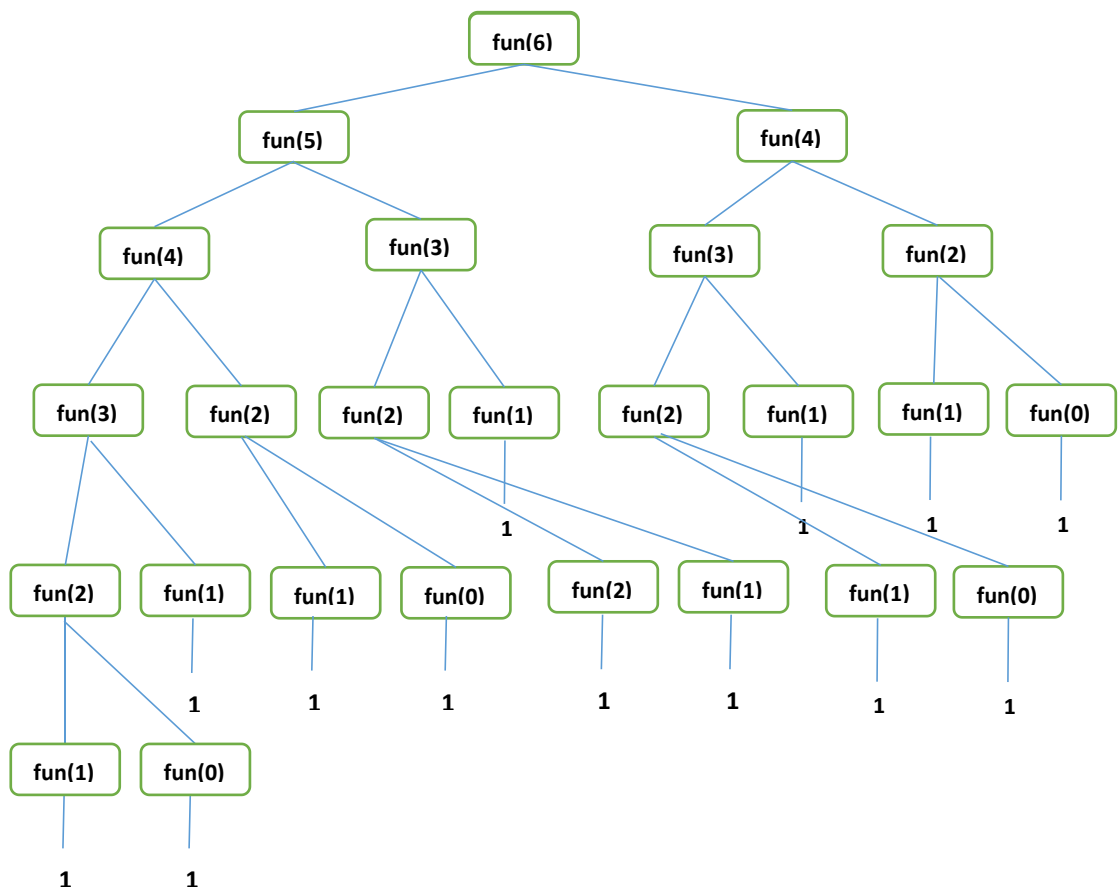 fun(6)
fun(5) fun(4)
fun(4) fun(3) fun(3) fun(2)
fun(3) fun(2) fun(2) fun(1) fun(2) fun(1) fun(1) fun(0)
1 1 1 1
fun(2) fun(1) fun(1) fun(0) fun(2) fun(1) fun(1) fun(0)
1 1 1 1 1 1 1
fun(1) fun(0)
1 1